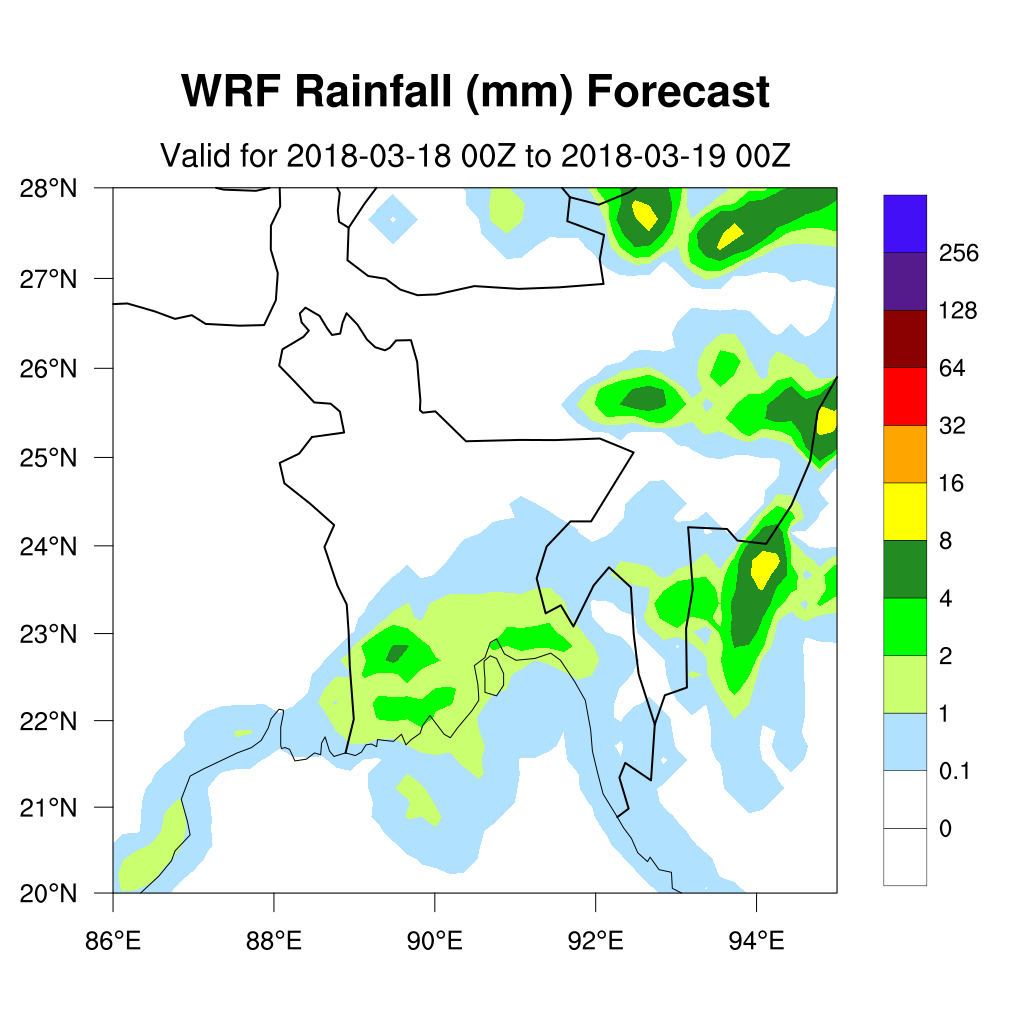 WRF Rainfall (mm) Forecast
Valid for 2018-03-18 00Z to 2018-03-19 00Z
28°N
27°N
26°N
25°N
24°N
23°N
22°N
21°N
20°N
86°E
88°E
90°E
92°E
94°E
256
128
64
32
16
8
4
2
1
0.1
0